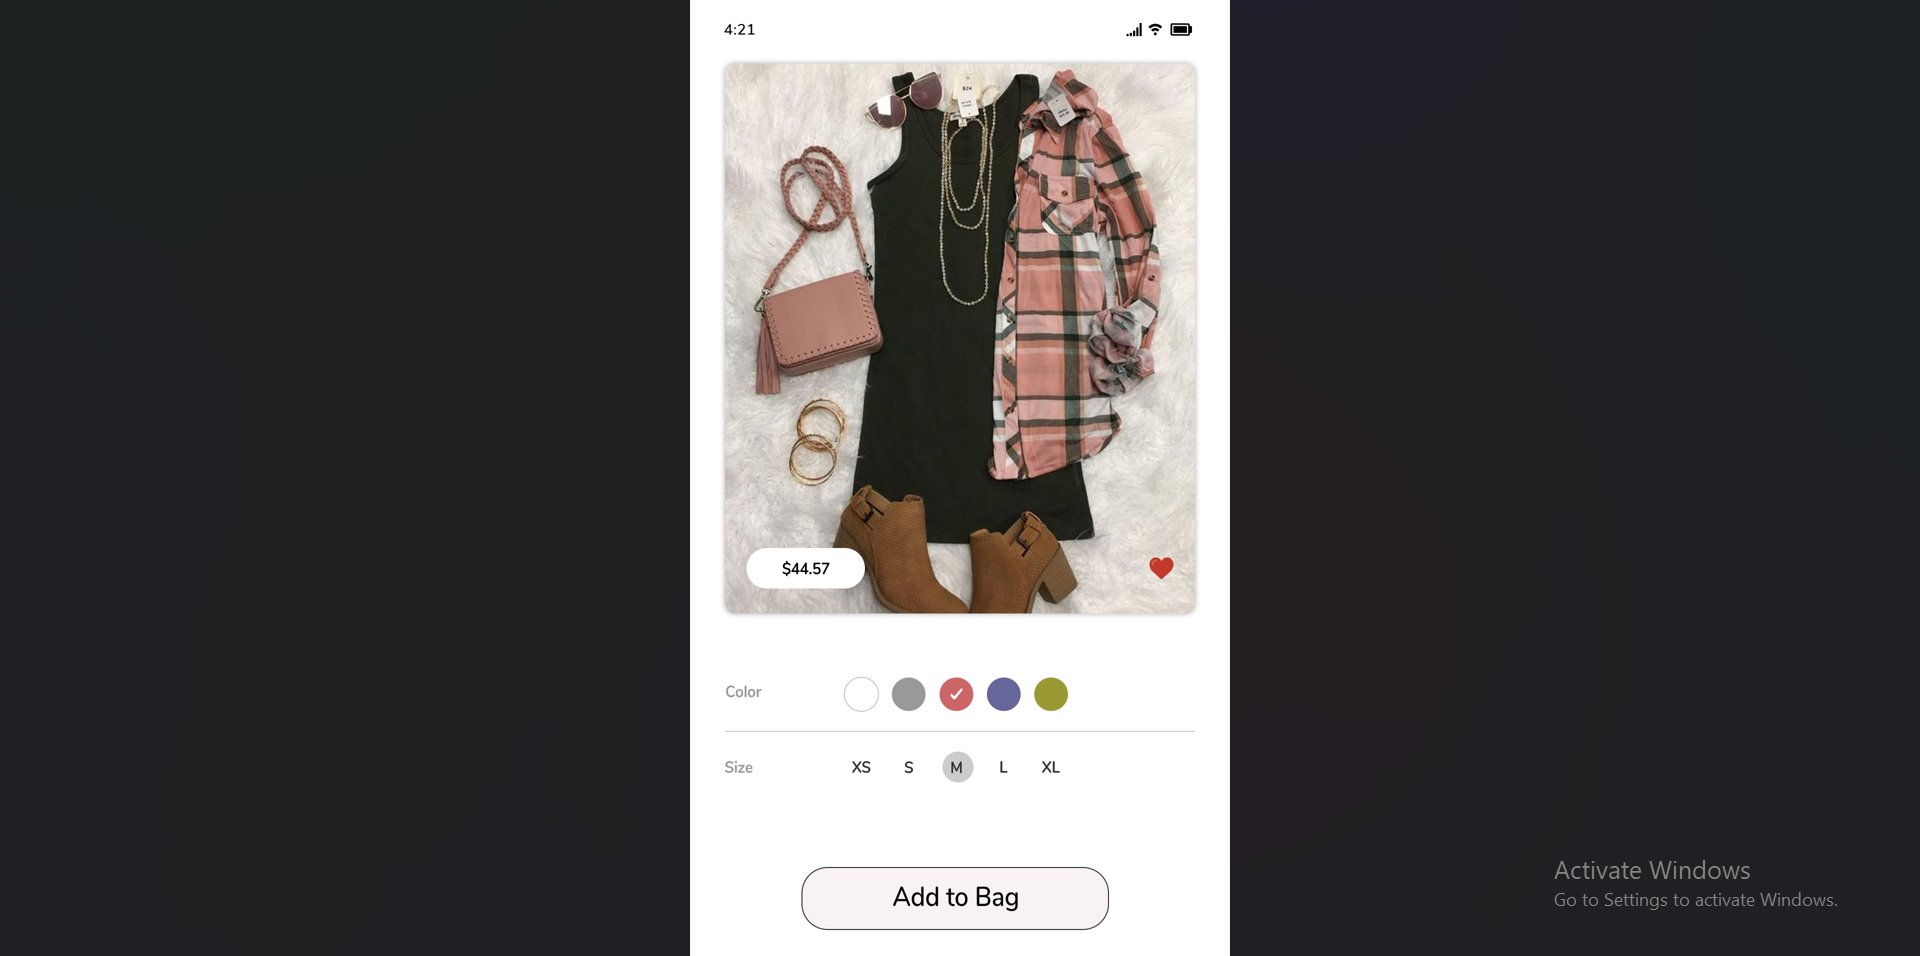 4:21
$24
$44.57
Color
Size XS S M L XL
Add to Bag
Activate Windows
Go to Settings to activate Windows.